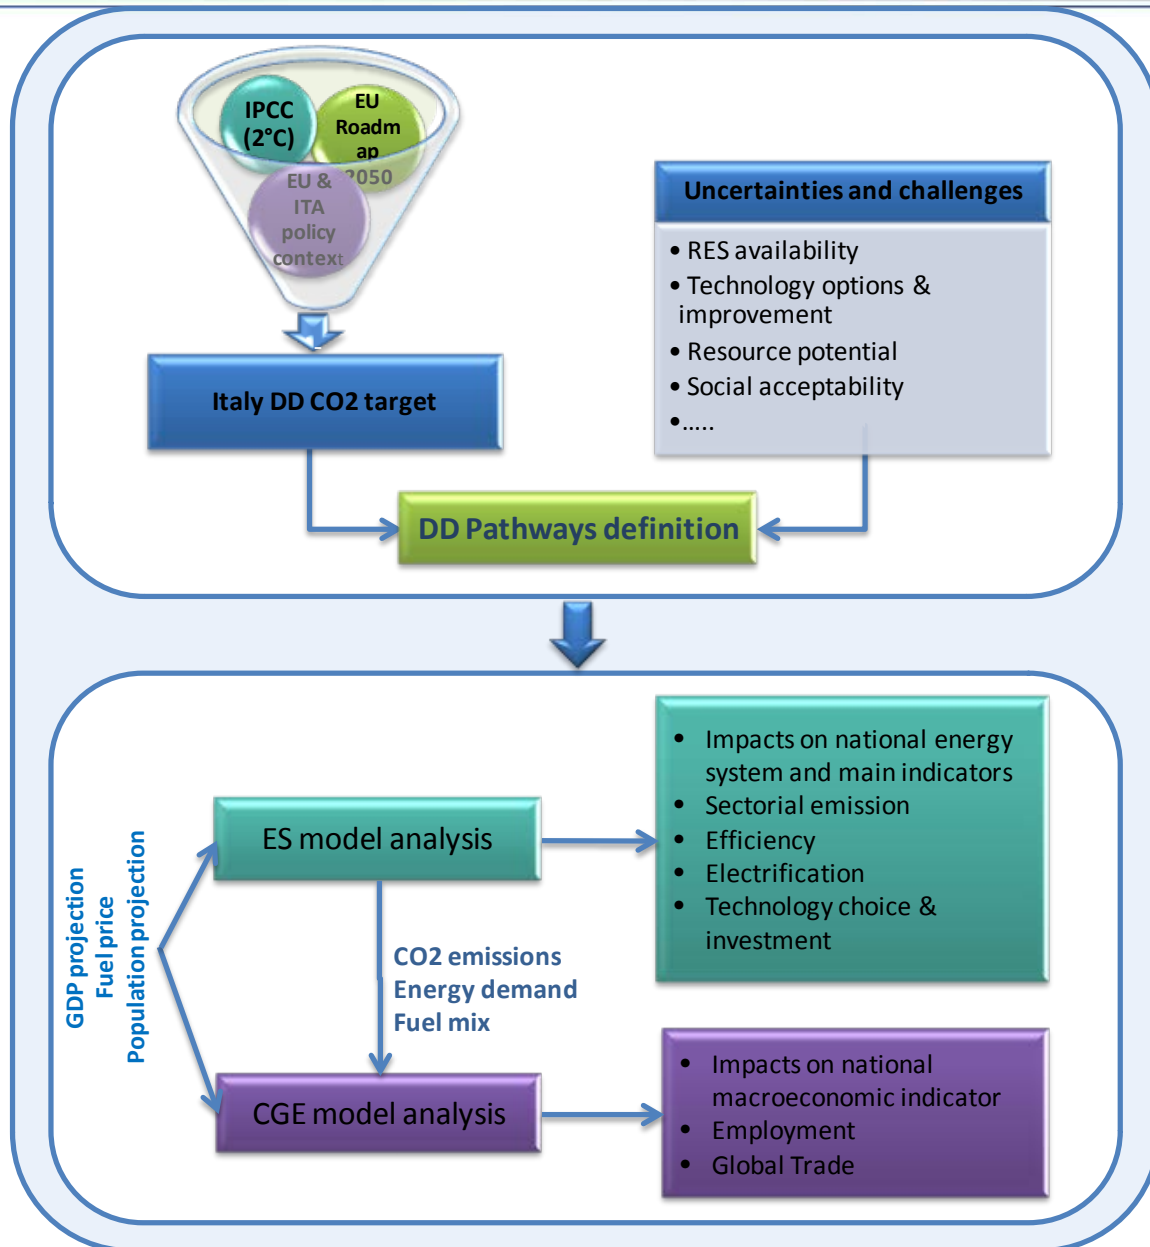 IPCC
(2°C)
EU
Roadm
ap
2050
EU &
ITA
policy
context
Uncertainties and challenges
• RES availability
• Technology options &
improvement
• Resource potential
• Social acceptability
•.....
Italy DD CO2 target
DD Pathways definition
GDP projection
Fuel price
Population projection
ES model analysis
• Impacts on national energy
system and main indicators
• Sectorial emission
• Efficiency
• Electrification
• Technology choice &
investment
CO2 emissions
Energy demand
Fuel mix
CGE model analysis
• Impacts on national
macroeconomic indicator
• Employment
• Global Trade